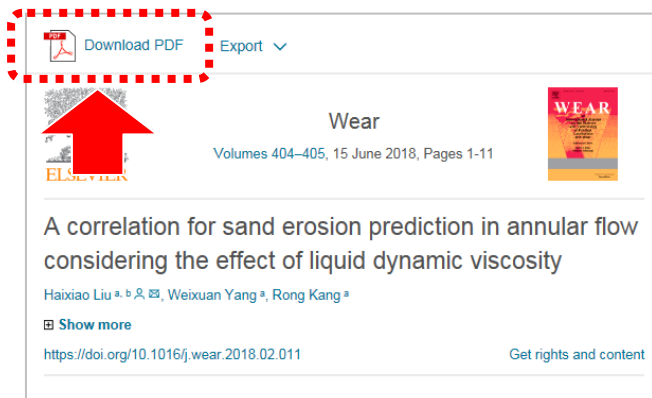 PDF
Download PDF Export
Wear
WEAR
Volumes 404–405, 15 June 2018, Pages 1-11
ELSEVIER
A correlation for sand erosion prediction in annular flow
considering the effect of liquid dynamic viscosity
Haixiao Liu a, b, Weixuan Yang a, Rong Kang a
Show more
https://doi.org/10.1016/j.wear.2018.02.011 Get rights and content